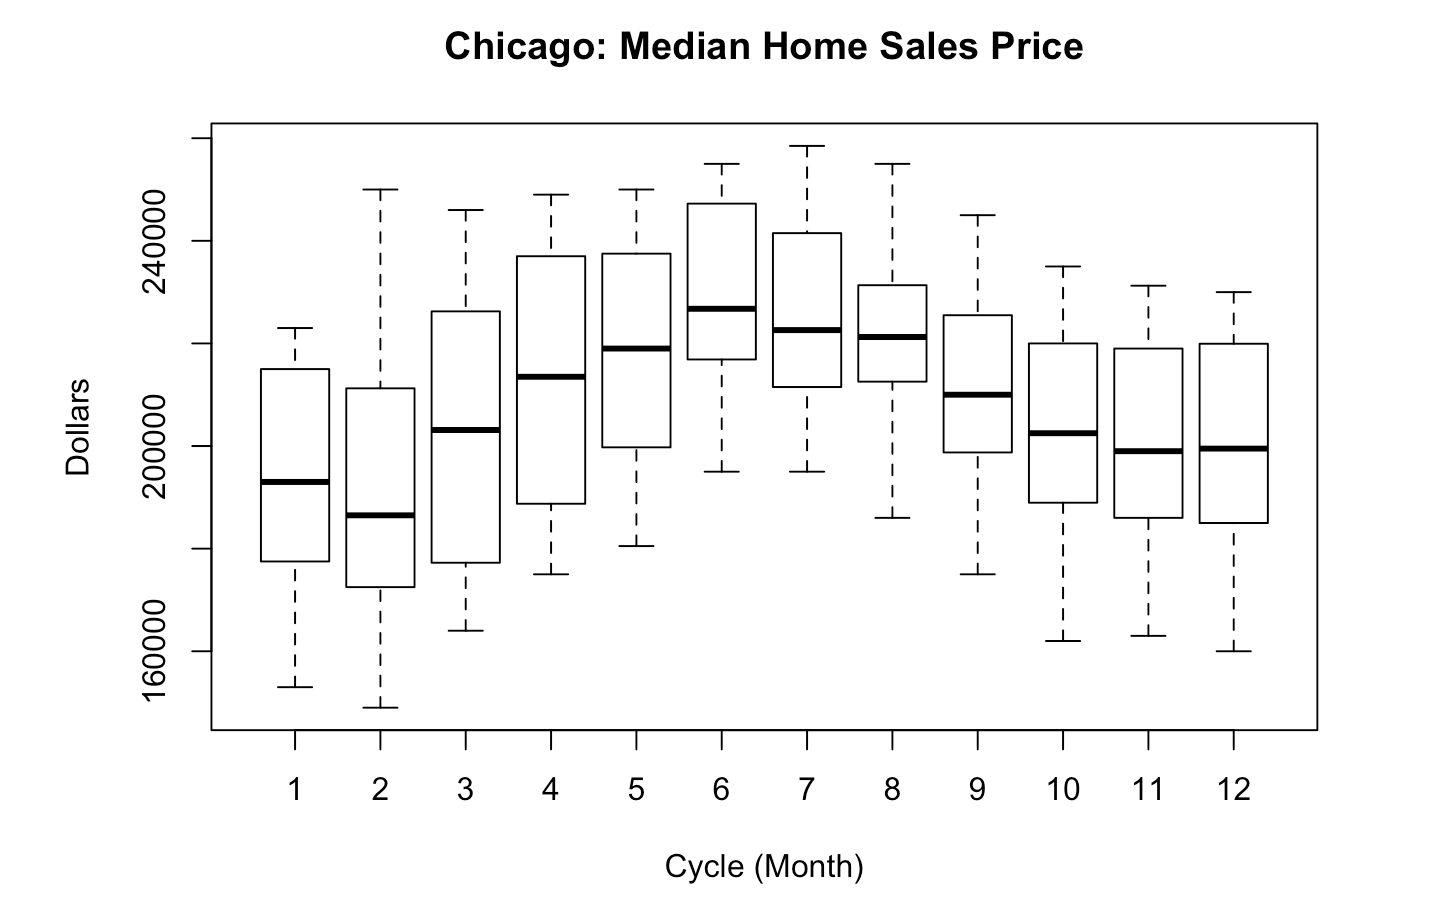 Chicago: Median Home Sales Price
Dollars
240000
200000
160000
1 2 3 4 5 6 7 8 9 10 11 12
Cycle (Month)